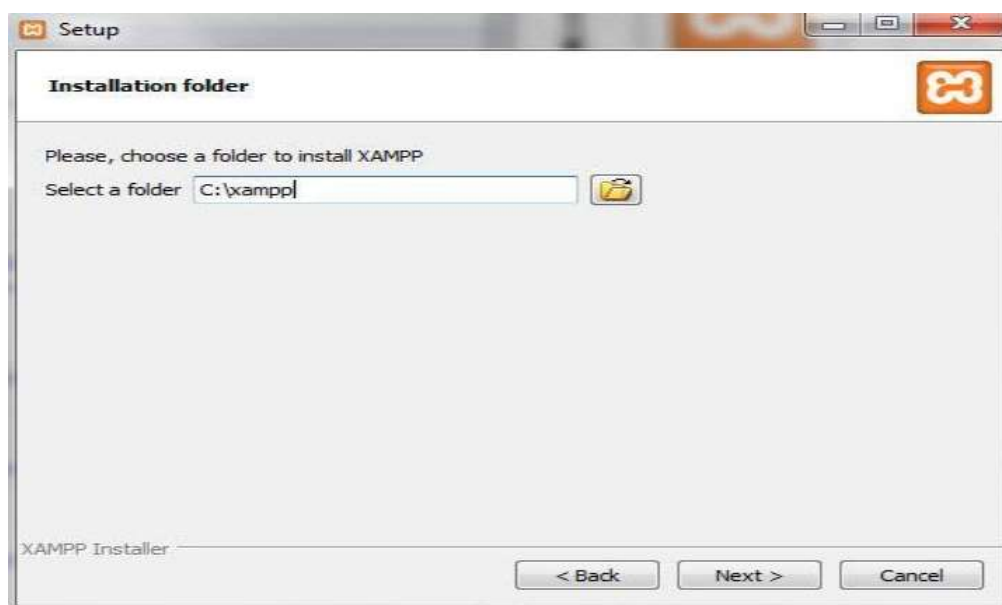 Setup
Installation folder
Please, choose a folder to install XAMPP
Select a folder C:\xampp
XAMPP Installer
< Back Next > Cancel